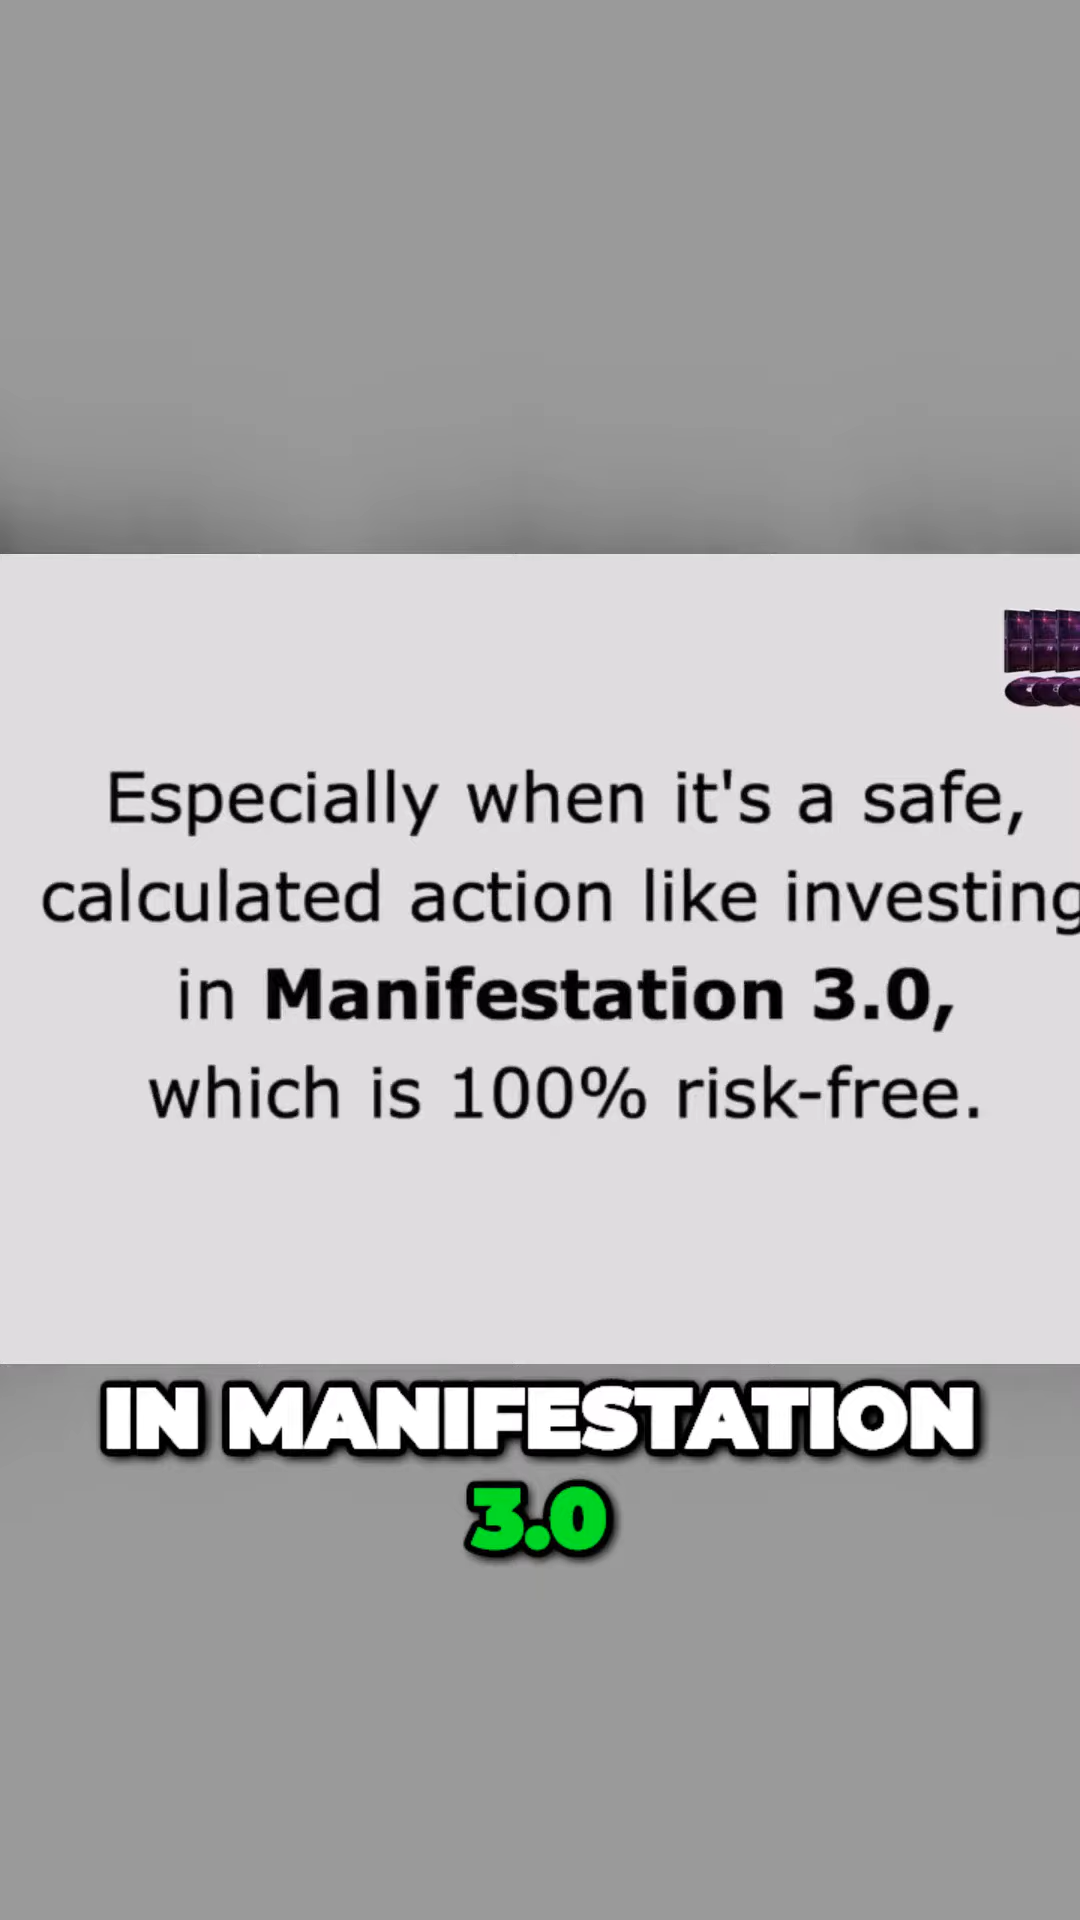 Especially when it's a safe,
calculated action like investing
in Manifestation 3.0,
which is 100% risk-free.
IN MANIFESTATION
3.0